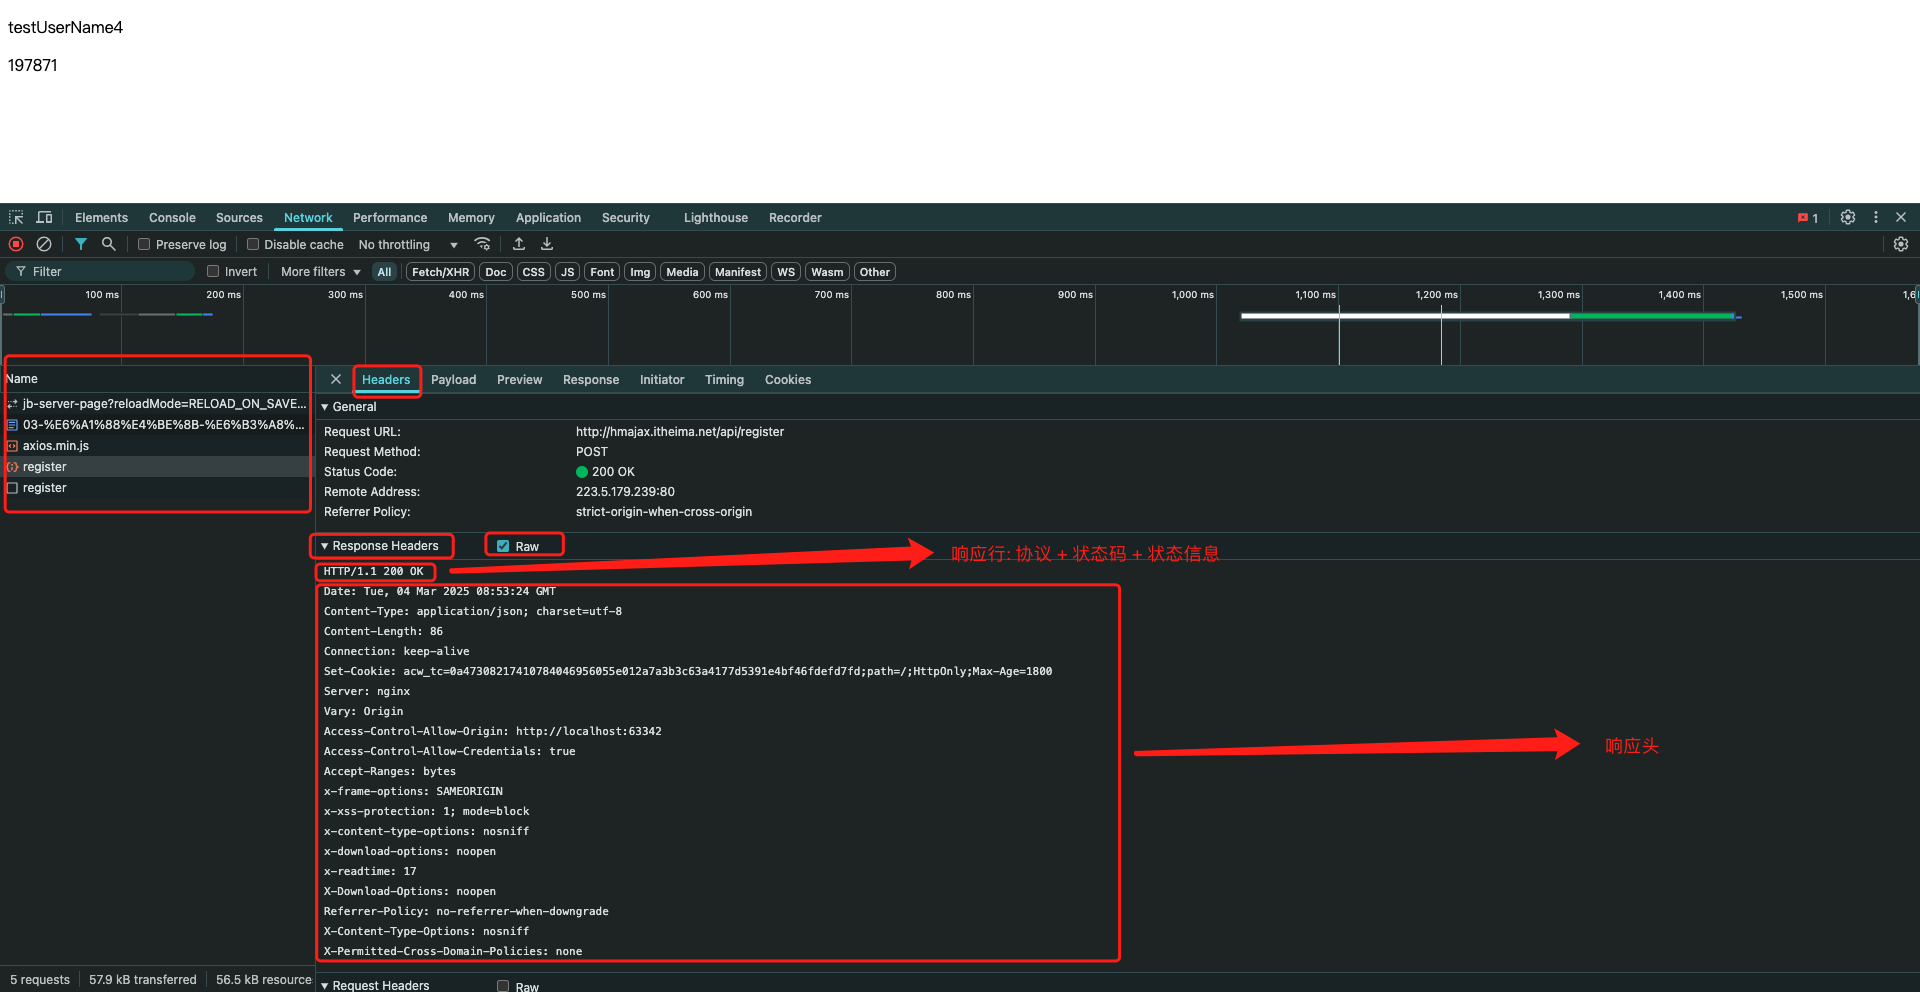 testUserName4
197871
Elements Console Sources Network Performance Memory Application Security Lighthouse Recorder 1
Preserve log Disable cache No throttling
Filter Invert More filters All Fetch/XHR Doc CSS JS Font Img Media Manifest WS Wasm Other
100 ms 200 ms 300 ms 400 ms 500 ms 600 ms 700 ms 800 ms 900 ms 1,000 ms 1,100 ms 1,200 ms 1,300 ms 1,400 ms 1,500 ms 1,6
Name
jb-server-page?reloadMode=RELOAD_ON_SAVE...
03-%E6%A1%88%E4%BE%8B-%E6%B3%A8%...
axios.min.js
register
register
Headers Payload Preview Response Initiator Timing Cookies
General
Request URL: http://hmajax.itheima.net/api/register
Request Method: POST
Status Code: 200 OK
Remote Address: 223.5.179.239:80
Referrer Policy: strict-origin-when-cross-origin
Response Headers Raw
响应行: 协议 + 状态码 + 状态信息
HTTP/1.1 200 OK
Date: Tue, 04 Mar 2025 08:53:24 GMT
Content-Type: application/json; charset=utf-8
Content-Length: 86
Connection: keep-alive
Set-Cookie: acw_tc=0a47308217410784046956055e012a7a3b3c63a4177d5391e4bf46fdefd7fd;path=/;HttpOnly;Max-Age=1800
Server: nginx
Vary: Origin
Access-Control-Allow-Origin: http://localhost:63342
Access-Control-Allow-Credentials: true
响应头
Accept-Ranges: bytes
x-frame-options: SAMEORIGIN
x-xss-protection: 1; mode=block
x-content-type-options: nosniff
x-download-options: noopen
x-readtime: 17
X-Download-Options: noopen
Referrer-Policy: no-referrer-when-downgrade
X-Content-Type-Options: nosniff
X-Permitted-Cross-Domain-Policies: none
5 requests 57.9 kB transferred 56.5 kB resource
Request Headers Raw